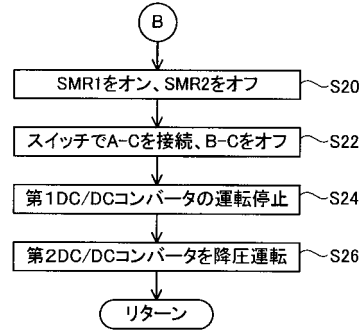 B
SMR1をオン、SMR2をオフ
S20
スイッチでA-Cを接続、B-Cをオフ
S22
第1DC/DCコンバータの運転停止
S24
第2DC/DCコンバータを降圧運転
S26
リターン